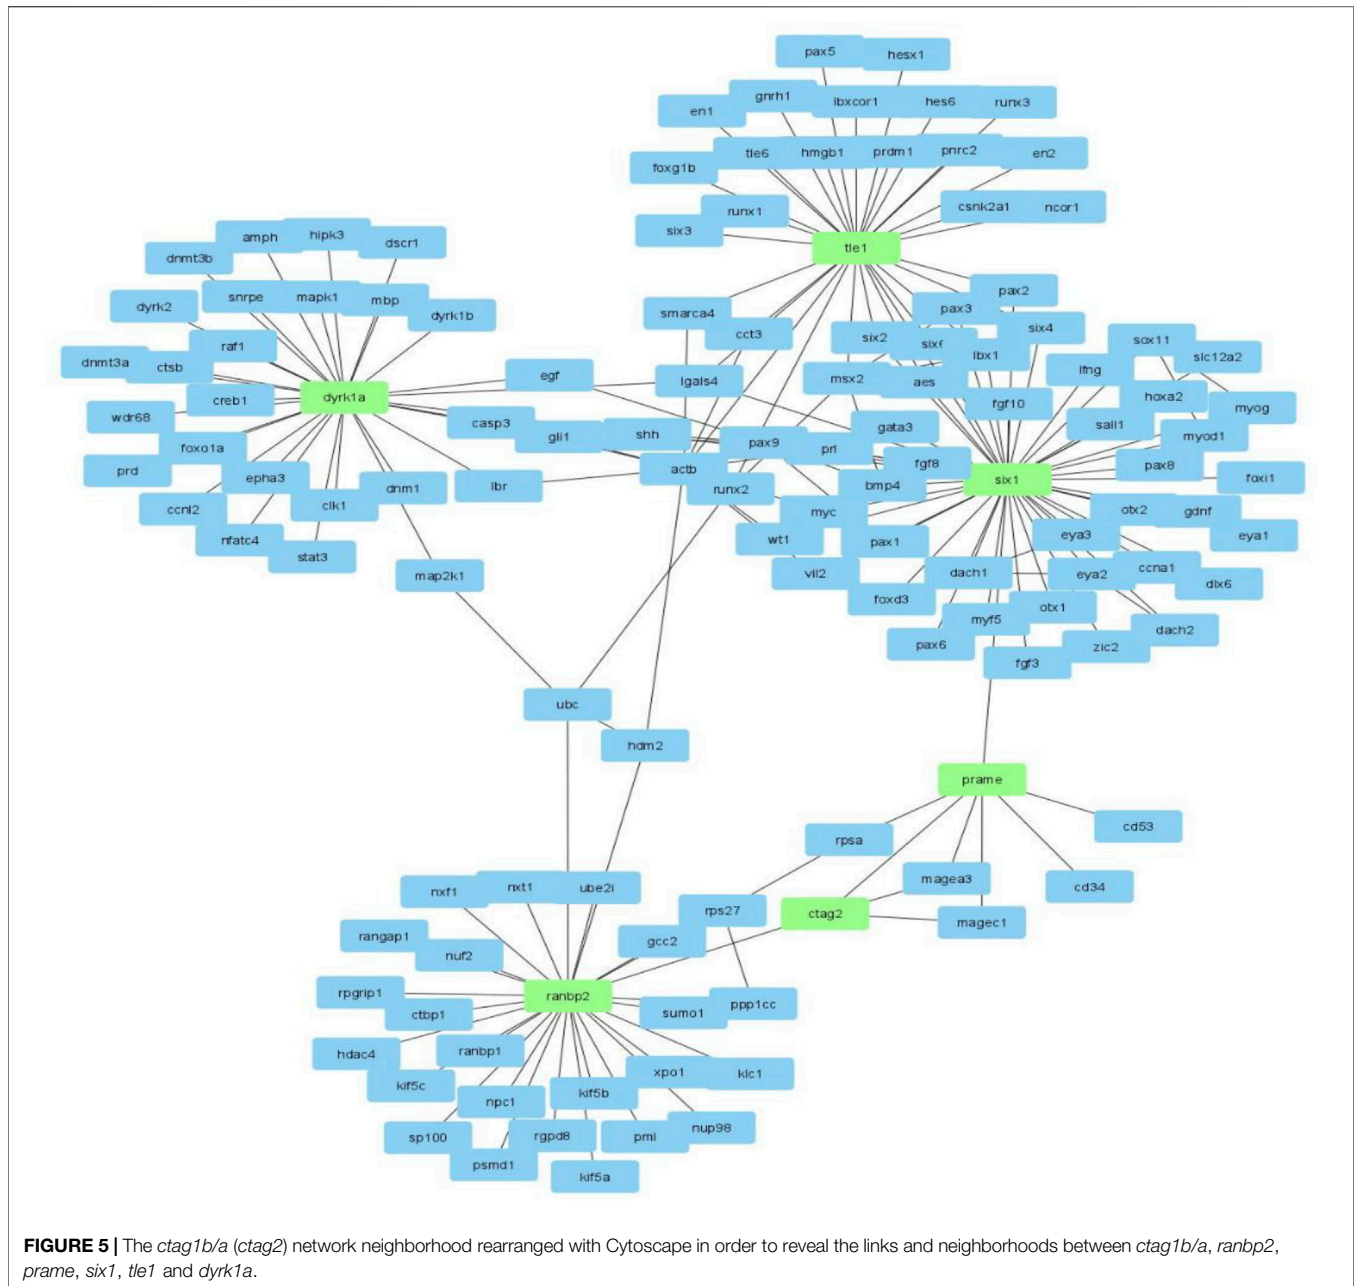 pax5
hesx1
gnrh1
lbxcor1
hes6
runx3
en1
tle6
hmgb1
prdm1
pnrc2
en2
foxg1b
runx1
csnk2a1
ncor1
six3
tle1
amph
hipk3
dscr1
dnmt3b
snrpe
mapk1
mbp
dyrk2
dyrk1b
raf1
dnmt3a
ctsb
dyrk1a
creb1
wdr68
foxo1a
prd
epha3
dnm1
clk1
ccnl2
nfatc4
stat3
map2k1
egf
casp3
gli1
shh
lbr
smarca4
cct3
lgals4
pax9
prl
actb
runx2
pax2
pax3
six4
six2
lbx1
msx2
aes
fgf10
gata3
fgf8
bmp4
six1
myc
wt1
pax1
vil2
sox11
slc12a2
lfng
hoxa2
myog
sall1
myod1
pax8
foxi1
otx2
gdnf
eya3
eya1
dach1
eya2
ccna1
dlx6
foxd3
otx1
myf5
dach2
pax6
zic2
fgf3
ubc
hdm2
prame
rpsa
cd53
magea3
cd34
ctag2
magec1
nxf1
nxt1
ube2i
rps27
rangap1
nuf2
gcc2
rpgrip1
ranbp2
ctbp1
sumo1
ppp1cc
hdac4
ranbp1
kif5c
xpo1
klc1
npc1
kif5b
sp100
rgpd8
pml
nup98
psmd1
kif5a
FIGURE 5 | The ctag1b/a (ctag2) network neighborhood rearranged with Cytoscape in order to reveal the links and neighborhoods between ctag1b/a, ranbp2,
prame, six1, tle1 and dyrk1a.